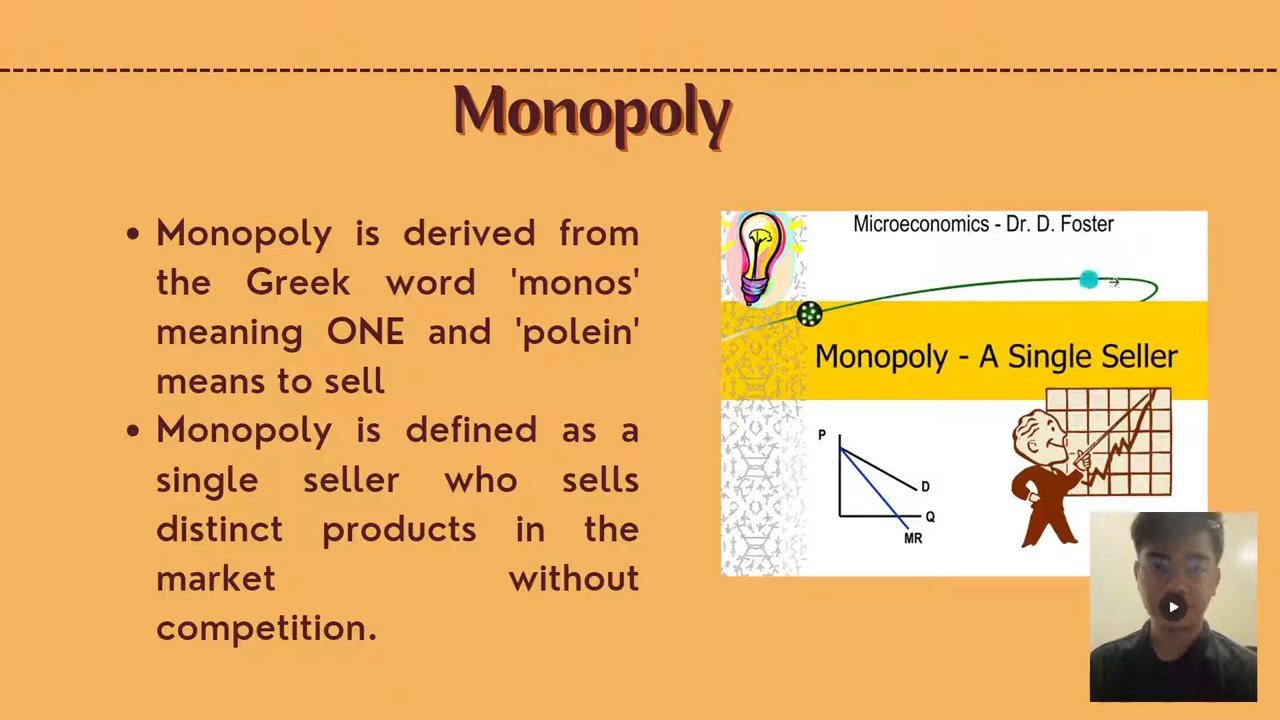 Monopoly
Monopoly is derived from
the Greek word 'monos'
meaning ONE and 'polein'
means to sell
Monopoly is defined as a
single seller who sells
distinct products in the
market without
competition.
Microeconomics - Dr. D. Foster
Monopoly - A Single Seller
P
D
Q
MR